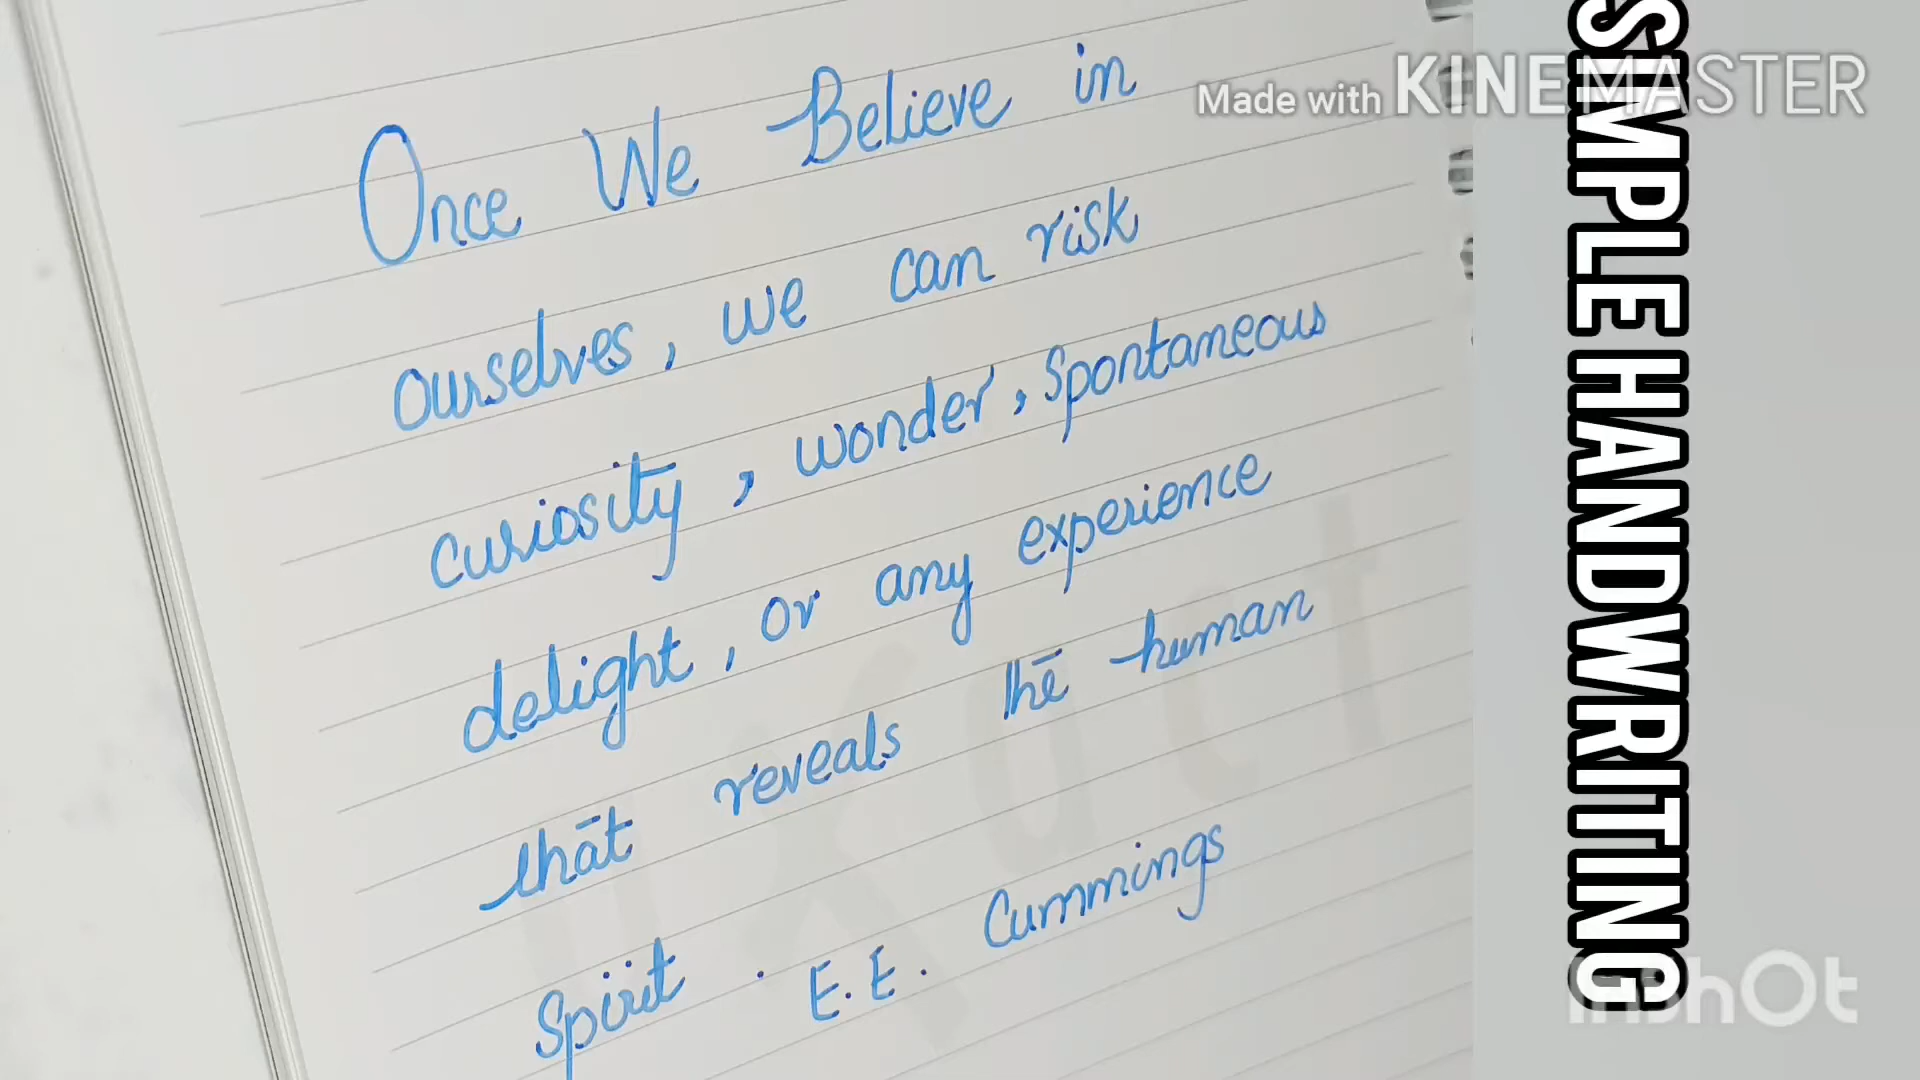 Once We Believe in
ourselves, we can risk
curiosity, wonder, spontaneous
delight, or any experience
that reveals the human
spirit. E.E. Cummings
Made with KINEMASTER
SIMPLE HANDWRITING
InShOt